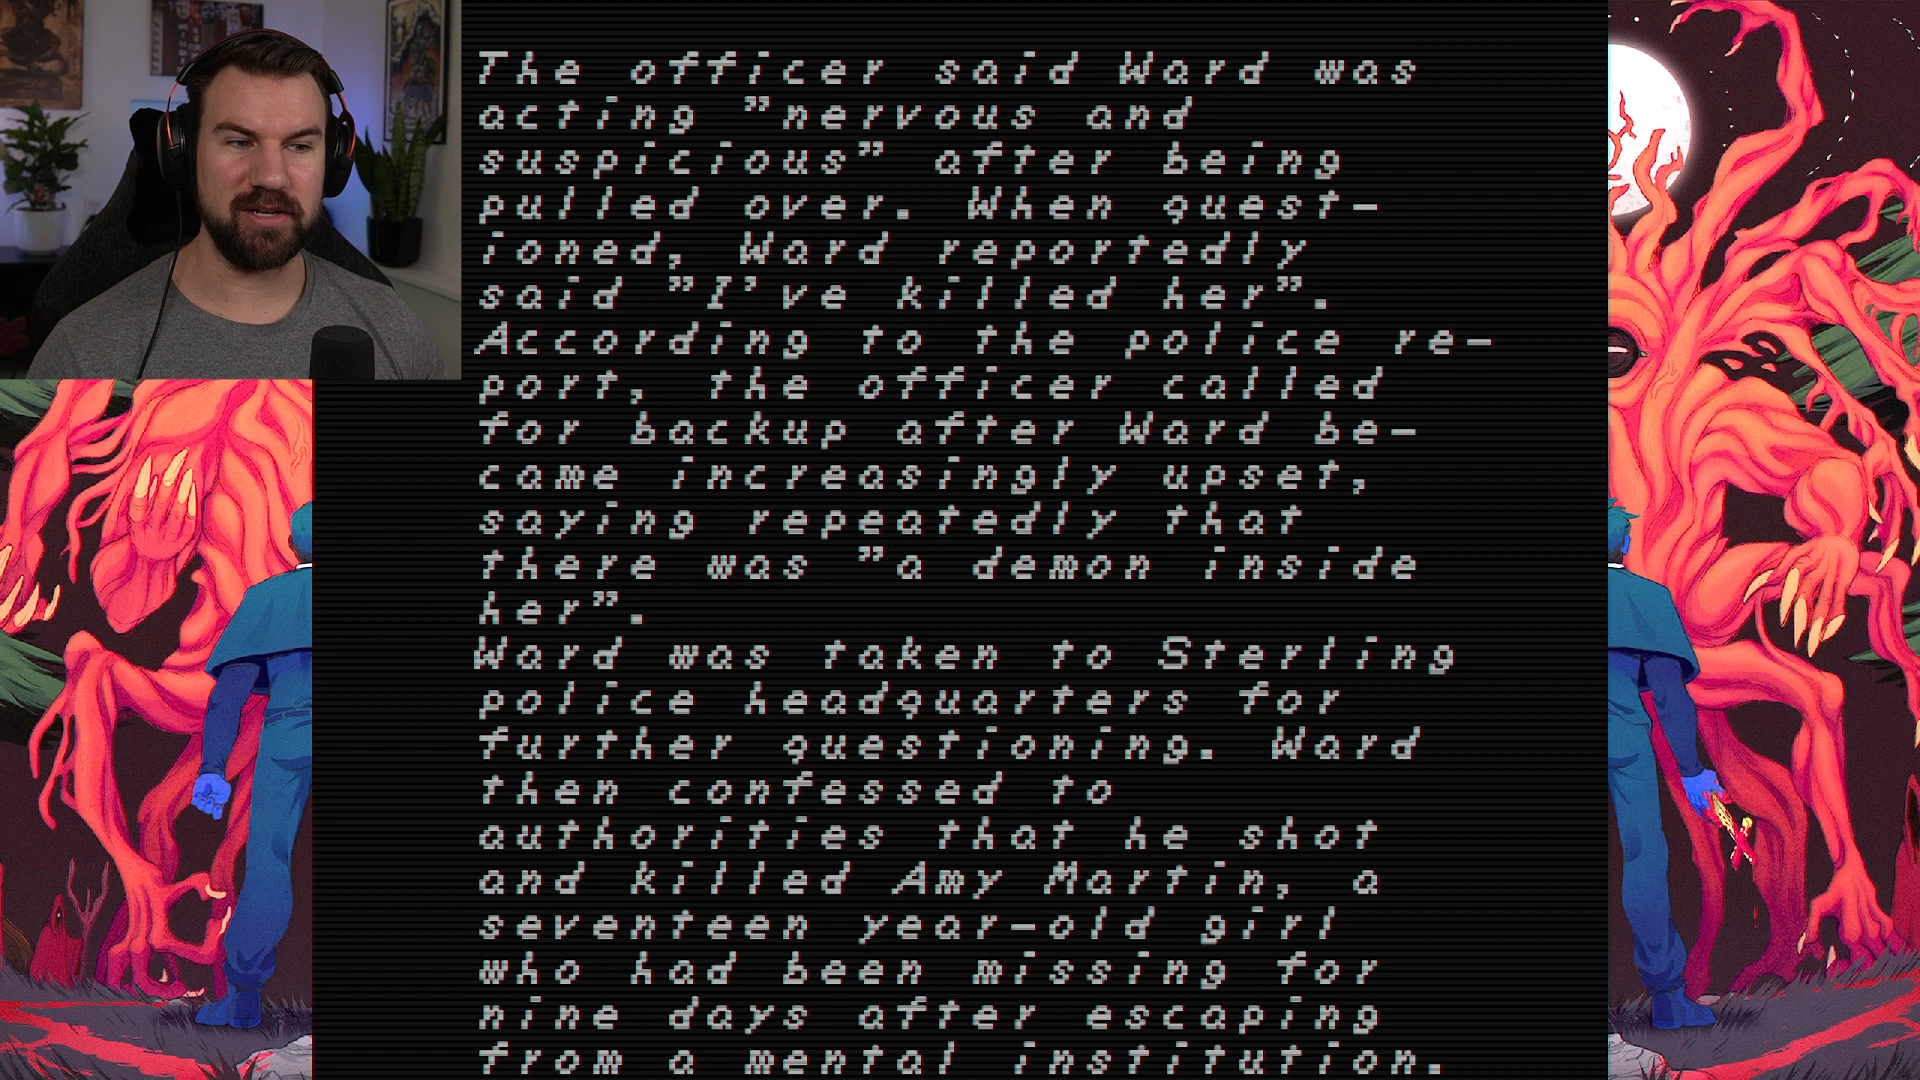 The officer said Ward was
acting "nervous and
suspicious" after being
pulled over. When quest-
ioned, Ward reportedly
said "I've killed her".
According to the police re-
port, the officer called
for backup after Ward be-
came increasingly upset,
saying repeatedly that
there was "a demon inside
her".
Ward was taken to Sterling
police headquarters for
further questioning. Ward
then confessed to
authorities that he shot
and killed Amy Martin, a
seventeen year-old girl
who had been missing for
nine days after escaping
from a mental institution.